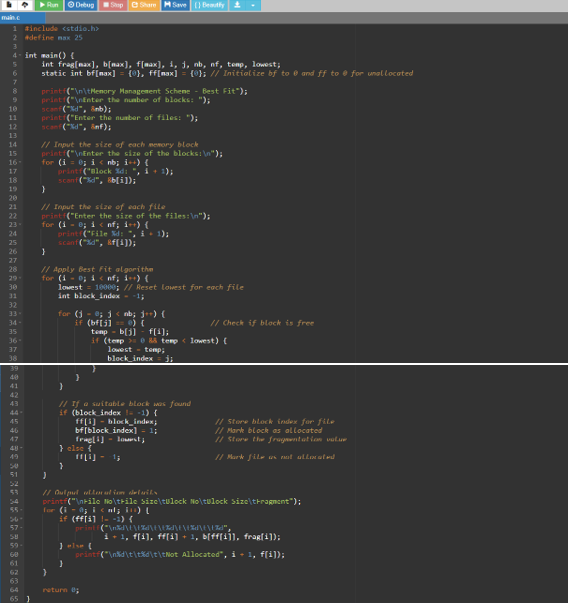 Run Debug Stop Share Save {} Beautify
main.c
1 #include <stdio.h>
2 #define max 25
3
4 int main() {
5 int frag[max], b[max], f[max], i, j, nb, nf, temp, lowest;
6 static int bf[max] = {0}, ff[max] = {0}; // Initialize bf to 0 and ff to 0 for unallocated
7
8 printf("\n\tMemory Management Scheme - Best Fit");
9 printf("\nEnter the number of blocks: ");
10 scanf("%d", &nb);
11 printf("Enter the number of files: ");
12 scanf("%d", &nf);
13
14 // Input the size of each memory block
15 printf("\nEnter the size of the blocks:\n");
16 for (i = 0; i < nb; i++) {
17 printf("Block %d: ", i + 1);
18 scanf("%d", &b[i]);
19 }
20
21 // Input the size of each file
22 printf("Enter the size of the files:\n");
23 for (i = 0; i < nf; i++) {
24 printf("File %d: ", i + 1);
25 scanf("%d", &f[i]);
26 }
27
28 // Apply Best Fit algorithm
29 for (i = 0; i < nf; i++) {
30 lowest = 10000; // Reset lowest for each file
31 int block_index = -1;
32
33 for (j = 0; j < nb; j++) {
34 if (bf[j] == 0) { // Check if block is free
35 temp = b[j] - f[i];
36 if (temp >= 0 && temp < lowest) {
37 lowest = temp;
38 block_index = j;
39 }
40 }
41 }
42
43 // If a suitable block was found
44 if (block_index != -1) {
45 ff[i] = block_index; // Store block index for file
46 bf[block_index] = 1; // Mark block as allocated
47 frag[i] = lowest; // Store the fragmentation value
48 } else {
49 ff[i] = -1; // Mark file as not allocated
50 }
51 }
52
53 // Output allocation details
54 printf("\nFile No\tFile Size\tBlock No\tBlock Size\tFragment");
55 for (i = 0; i < nf; i++) {
56 if (ff[i] != -1) {
57 printf("\n%d\t\t%d\t\t%d\t\t%d\t\t%d",
58 i + 1, f[i], ff[i] + 1, b[ff[i]], frag[i]);
59 } else {
60 printf("\n%d\t\t%d\t\tNot Allocated", i + 1, f[i]);
61 }
62 }
63
64 return 0;
65 }